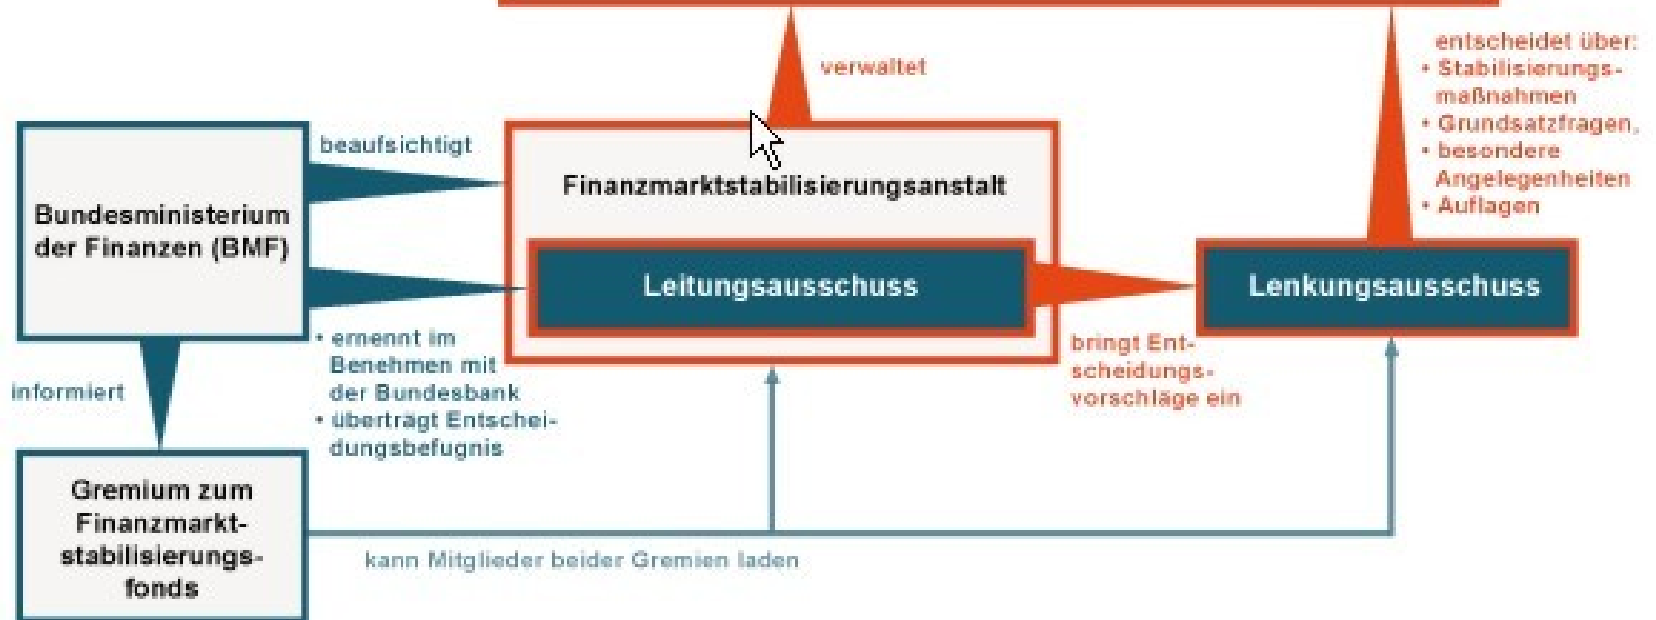 verwaltet
entscheidet über:
• Stabilisierungs-
maßnahmen
• Grundsatzfragen,
• besondere
Angelegenheiten
• Auflagen
beaufsichtigt
Bundesministerium
der Finanzen (BMF)
Finanzmarktstabilisierungsanstalt
Leitungsausschuss
Lenkungsausschuss
• ernennt im
Benehmen mit
der Bundesbank
• überträgt Entschei-
dungsbefugnis
bringt Ent-
scheidungs-
vorschläge ein
informiert
Gremium zum
Finanzmarkt-
stabilisierungs-
fonds
kann Mitglieder beider Gremien laden